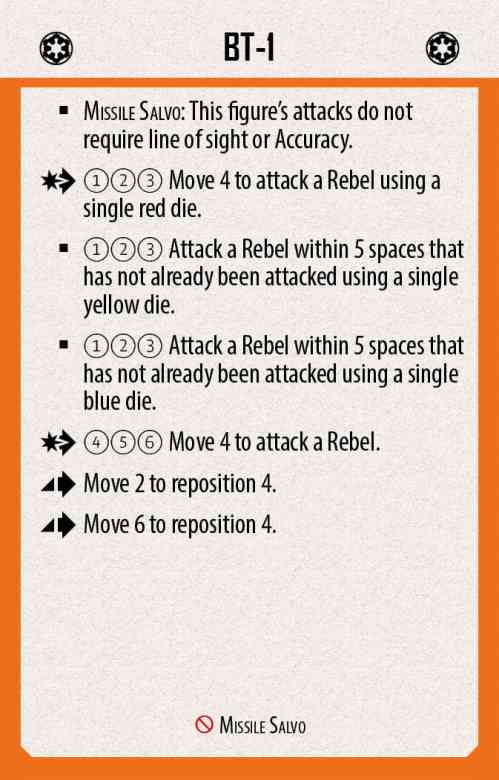 BT-1
▪ Missile Salvo: This figure's attacks do not
require line of sight or Accuracy.
①②③ Move 4 to attack a Rebel using a
single red die.
▪ ①②③ Attack a Rebel within 5 spaces that
has not already been attacked using a single
yellow die.
▪ ①②③ Attack a Rebel within 5 spaces that
has not already been attacked using a single
blue die.
④⑤⑥ Move 4 to attack a Rebel.
Move 2 to reposition 4.
Move 6 to reposition 4.
Missile Salvo